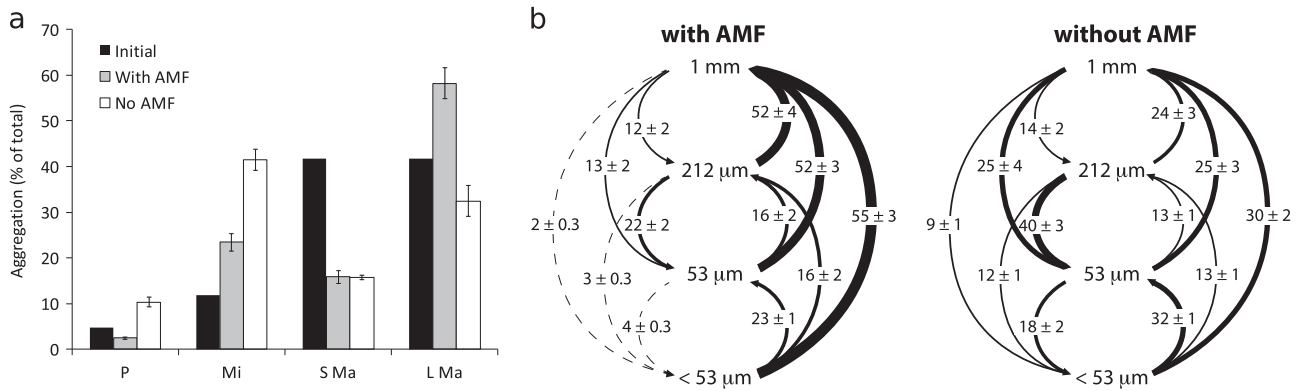 a
70
60
50
40
30
20
10
0
Aggregation (% of total)
Initial
With AMF
No AMF
P
Mi
S Ma
L Ma
b
with AMF
1 mm
212 μm
53 μm
< 53 μm
12 ± 2
13 ± 2
2 ± 0.3
22 ± 2
3 ± 0.3
4 ± 0.3
52 ± 4
52 ± 3
55 ± 3
16 ± 2
16 ± 2
23 ± 1
without AMF
1 mm
212 μm
53 μm
< 53 μm
14 ± 2
25 ± 4
9 ± 1
40 ± 3
12 ± 1
18 ± 2
24 ± 3
25 ± 3
30 ± 2
13 ± 1
13 ± 1
32 ± 1